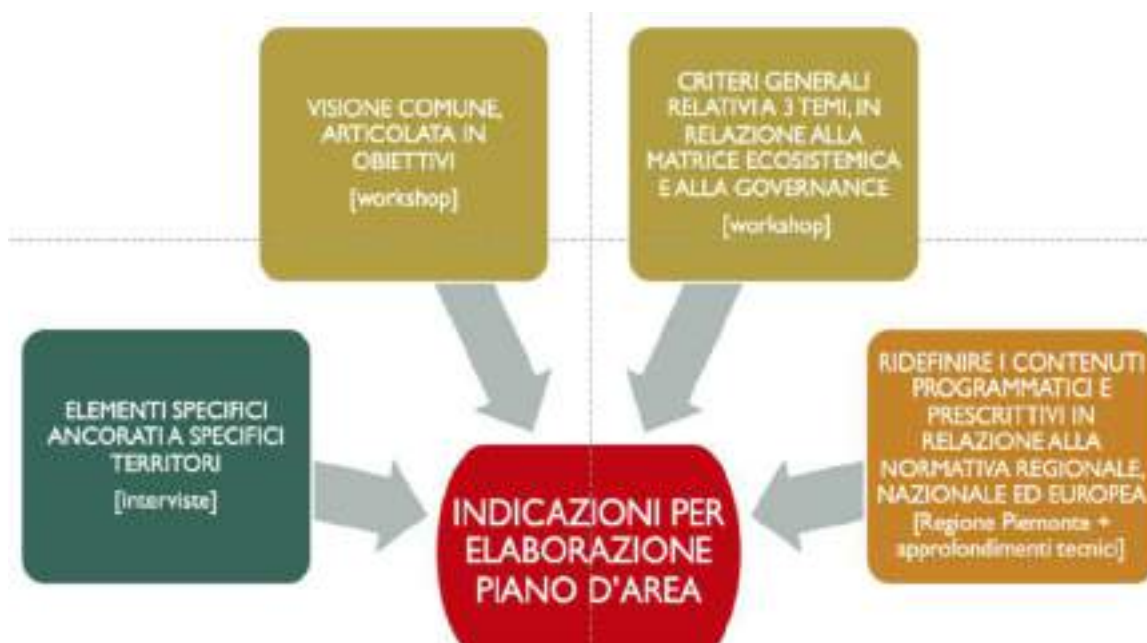 VISIONE COMUNE,
ARTICOLATA IN
OBIETTIVI
[workshop]
CRITERI GENERALI
RELATIVI A 3 TEMI, IN
RELAZIONE ALLA
MATRICE ECOSISTEMICA
E ALLA GOVERNANCE
[workshop]
ELEMENTI SPECIFICI
ANCORATI A SPECIFICI
TERRITORI
[interviste]
RIDEFINIRE I CONTENUTI
PROGRAMMATICI E
PRESCRITTIVI IN
RELAZIONE ALLA
NORMATIVA REGIONALE
NAZIONALE ED EUROPEA
[Regione Piemonte +
approfondimenti tecnici]
INDICAZIONI PER
ELABORAZIONE
PIANO D'AREA